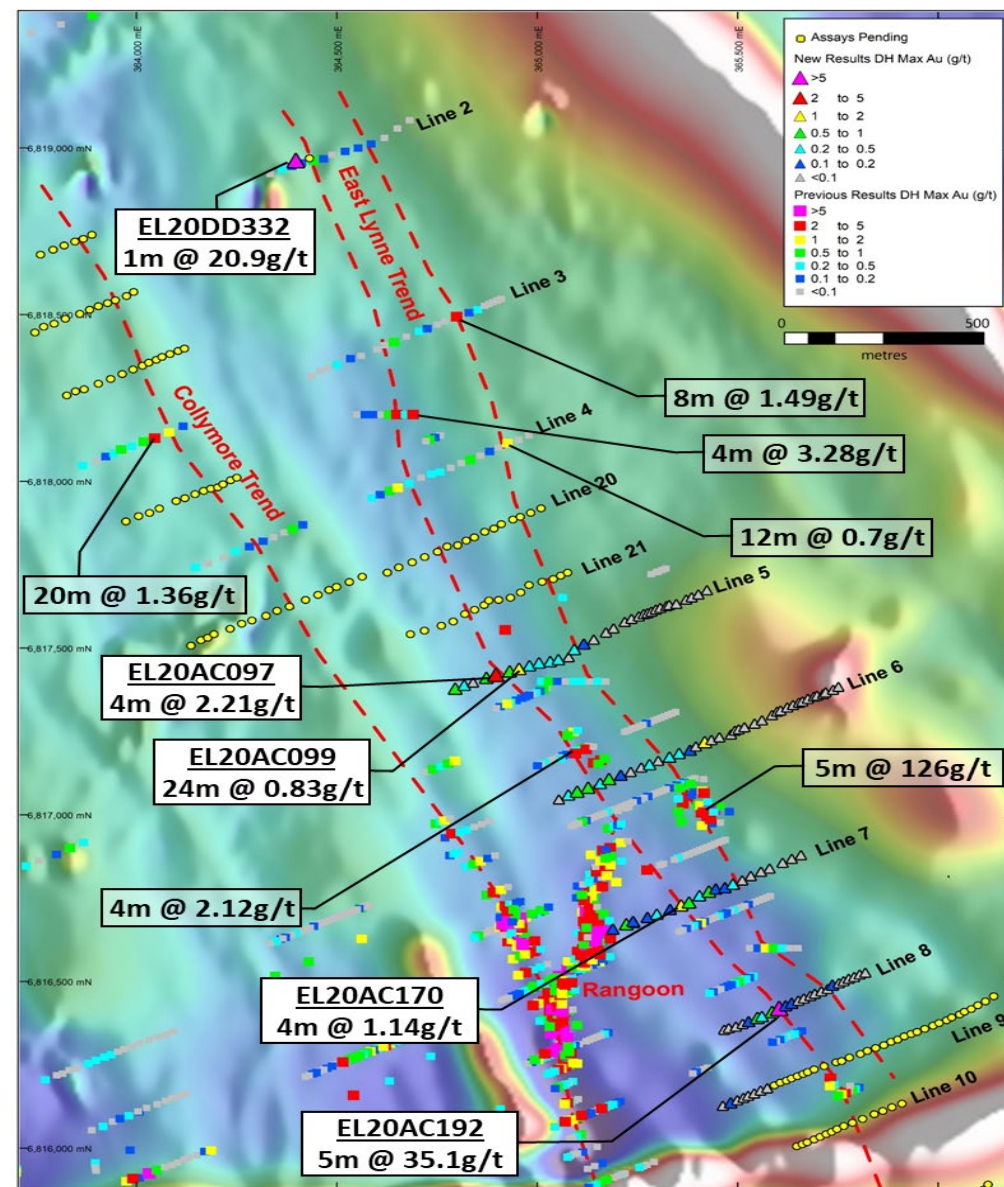 364,000 mE
364,500 mE
365,000 mE
365,500 mE
Assays Pending
New Results DH Max Au (g/t)
>5
2 to 5
1 to 2
0.5 to 1
0.2 to 0.5
0.1 to 0.2
<0.1
Previous Results DH Max Au (g/t)
>5
2 to 5
1 to 2
0.5 to 1
0.2 to 0.5
0.1 to 0.2
<0.1
0 500
metres
6,819,000 mN
Line 2
East Lynne Trend
EL20DD332
1m @ 20.9g/t
Line 3
6,818,500 mN
8m @ 1.49g/t
Collymore Trend
Line 4
4m @ 3.28g/t
6,818,000 mN
Line 20
12m @ 0.7g/t
Line 21
20m @ 1.36g/t
Line 5
6,817,500 mN
EL20AC097
4m @ 2.21g/t
Line 6
EL20AC099
24m @ 0.83g/t
5m @ 126g/t
6,817,000 mN
Line 7
4m @ 2.12g/t
Line 8
6,816,500 mN
Rangoon
EL20AC170
4m @ 1.14g/t
Line 9
Line 10
EL20AC192
5m @ 35.1g/t
6,816,000 mN